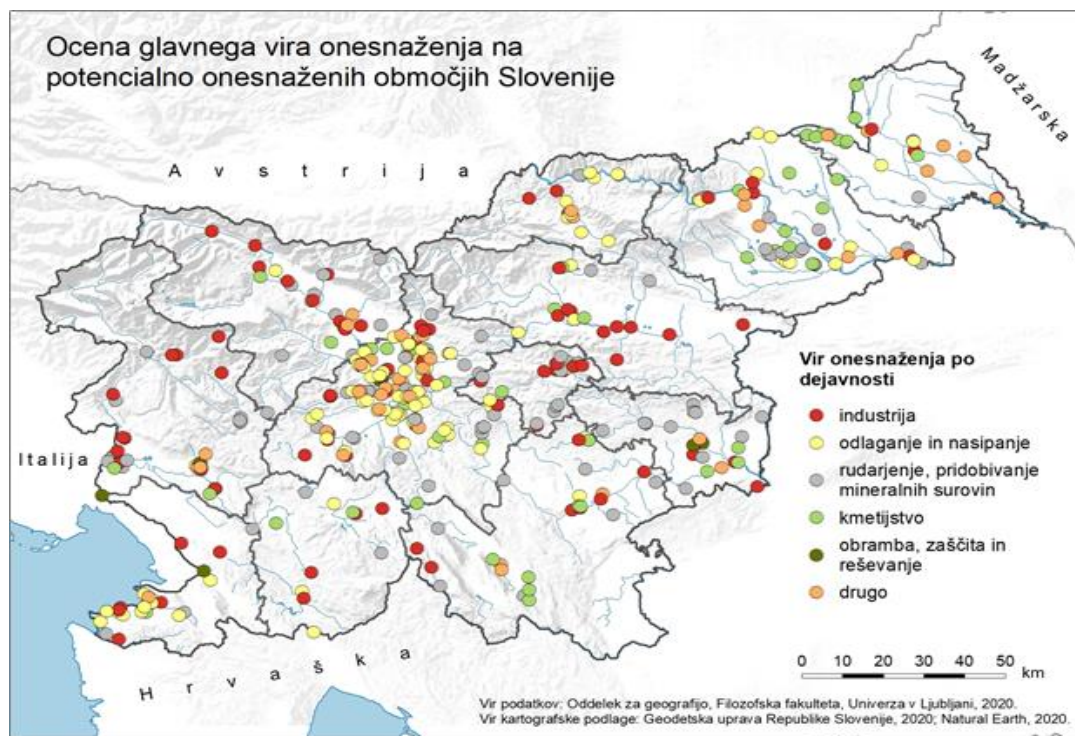 Ocena glavnega vira onesnaženja na
potencialno onesnaženih območjih Slovenije
Madžarska
Avstrija
Italija
Hrvaška
Vir onesnaženja po
dejavnosti
industrija
odlaganje in nasipanje
rudarjenje, pridobivanje
mineralnih surovin
kmetijstvo
obramba, zaščita in
reševanje
drugo
0 10 20 30 40 50
km
Vir podatkov: Oddelek za geografijo, Filozofska fakulteta, Univerza v Ljubljani, 2020.
Vir kartografske podlage: Geodetska uprava Republike Slovenije, 2020; Natural Earth, 2020.